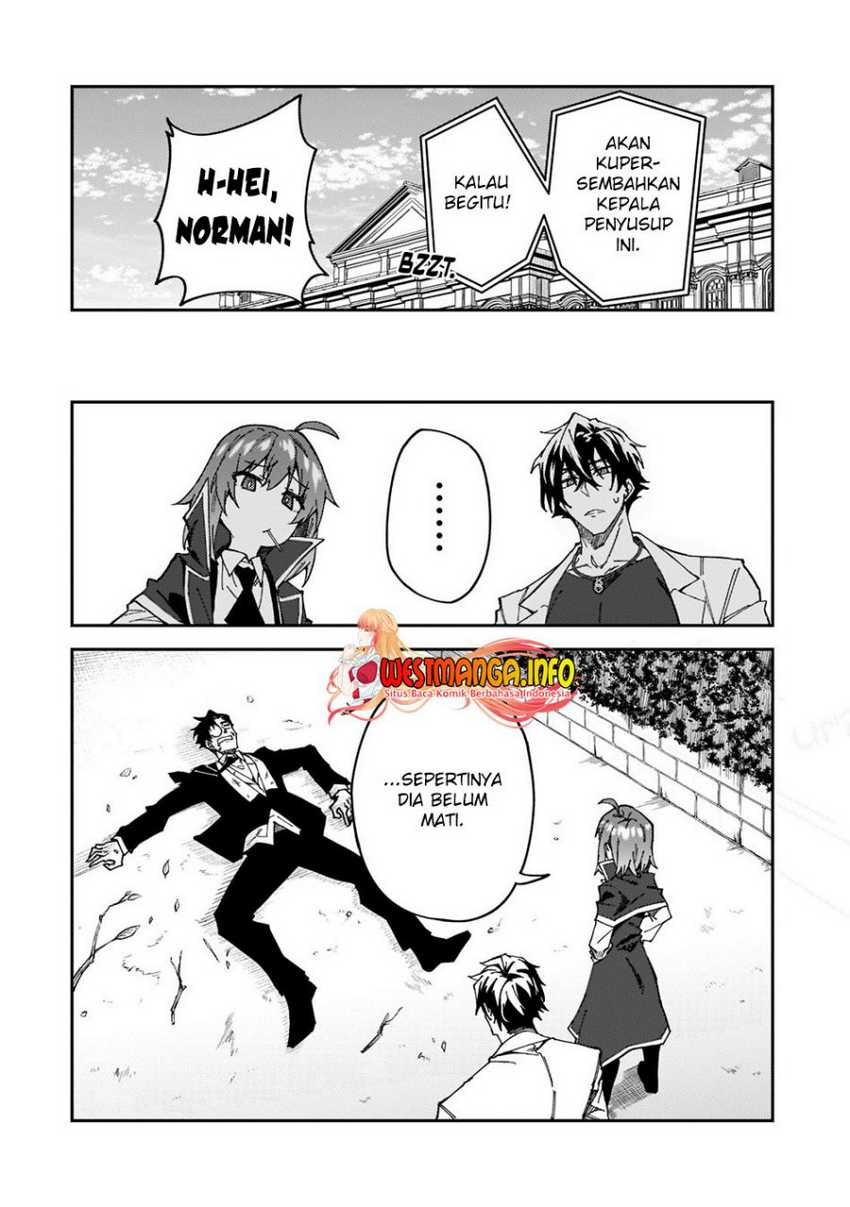 AKAN
KUPER-
SEMBAHKAN
KEPALA
PENYUSUP
INI.
KALAU
BEGITU!
BZZT.
H-HEI,
NORMAN!
......
WESTMANGA.INFO
Situs Baca Komik Berbahasa Indonesia
...SEPERTINYA
DIA BELUM
MATI.